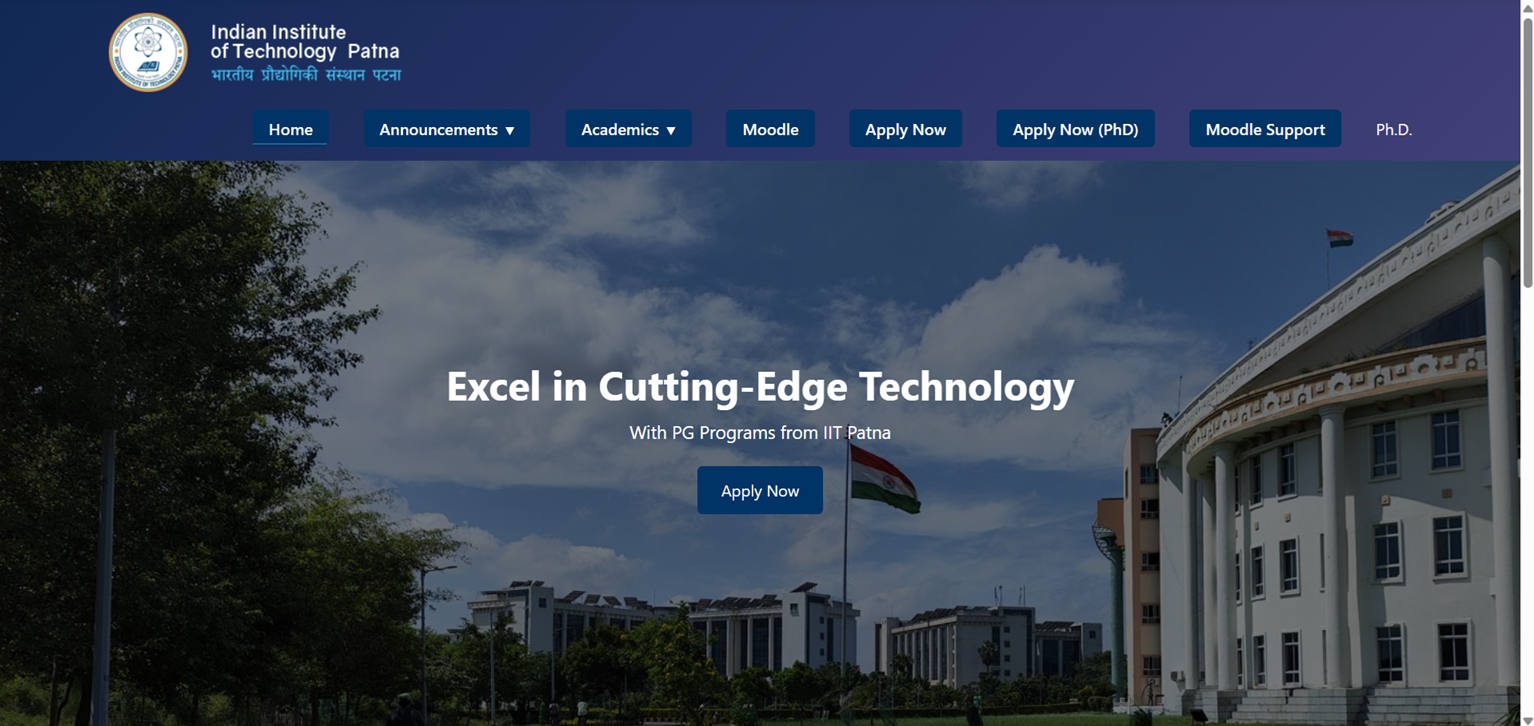 Indian Institute
of Technology Patna
भारतीय प्रौद्योगिकी संस्थान पटना
Home
Announcements ▼
Academics ▼
Moodle
Apply Now
Apply Now (PhD)
Moodle Support
Ph.D.
Excel in Cutting-Edge Technology
With PG Programs from IIT Patna
Apply Now